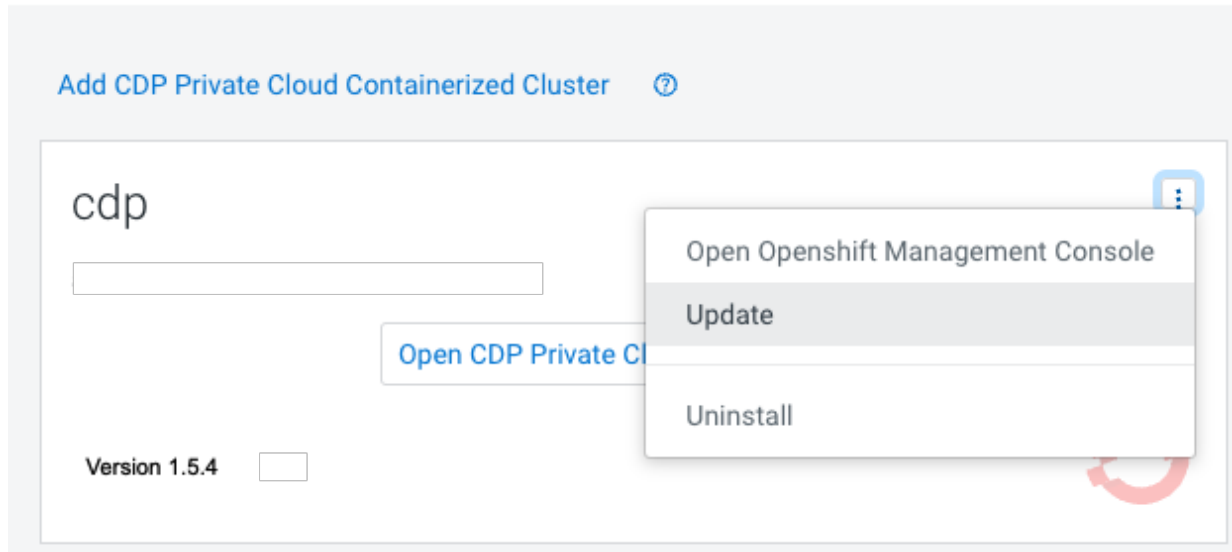 Add CDP Private Cloud Containerized Cluster
cdp
Open Openshift Management Console
Update
Open CDP Private
Uninstall
Version 1.5.4